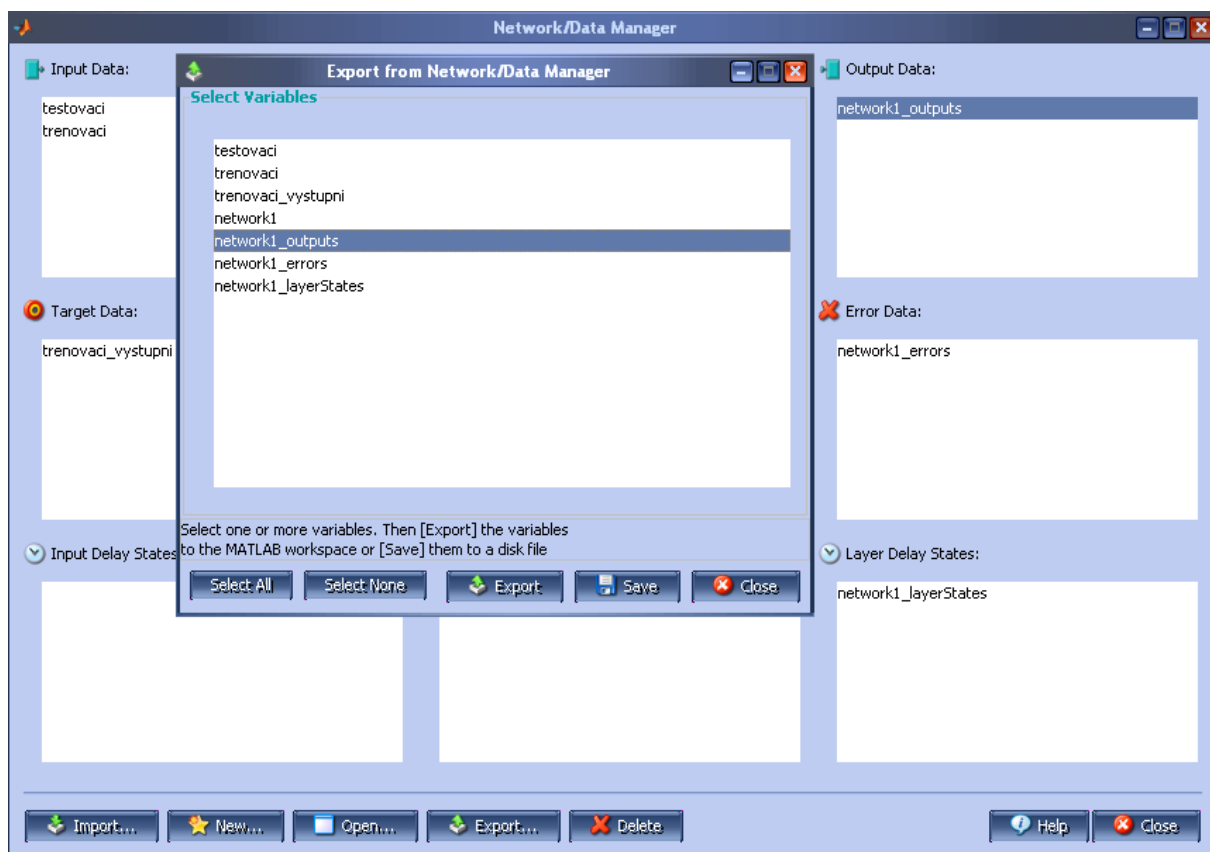 Network/Data Manager
Input Data:
testovaci
trenovaci
Target Data:
trenovaci_vystupni
Input Delay States
Export from Network/Data Manager
Select Variables
testovaci
trenovaci
trenovaci_vystupni
network1
network1_outputs
network1_errors
network1_layerStates
Select one or more variables. Then [Export] the variables
to the MATLAB workspace or [Save] them to a disk file
Select All
Select None
Export
Save
Close
Output Data:
network1_outputs
Error Data:
network1_errors
Layer Delay States:
network1_layerStates
Import...
New...
Open...
Export...
Delete
Help
Close